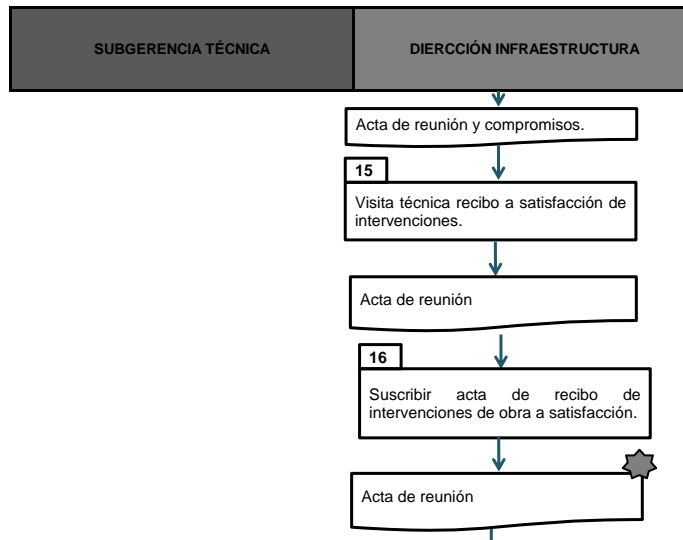 SUBGERENCIA TÉCNICA
DIERCCIÓN INFRAESTRUCTURA
Acta de reunión y compromisos.
15
Visita técnica recibo a satisfacción de
intervenciones.
Acta de reunión
16
Suscribir acta de recibo de
intervenciones de obra a satisfacción.
Acta de reunión